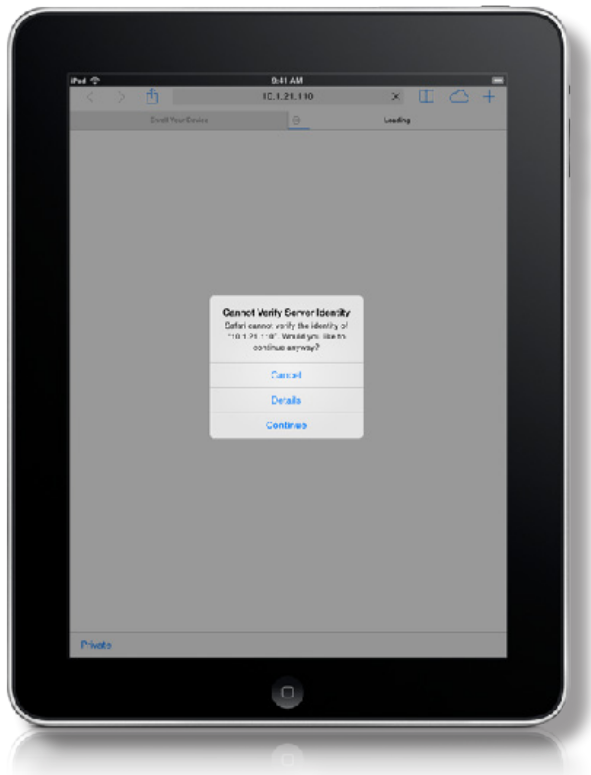 iPad 9:41 AM
10.1.21.110
Enroll Your Device Loading
Cannot Verify Server Identity
Safari cannot verify the identity of
"10.1.21.110". Would you like to
continue anyway?
Cancel
Details
Continue
Private